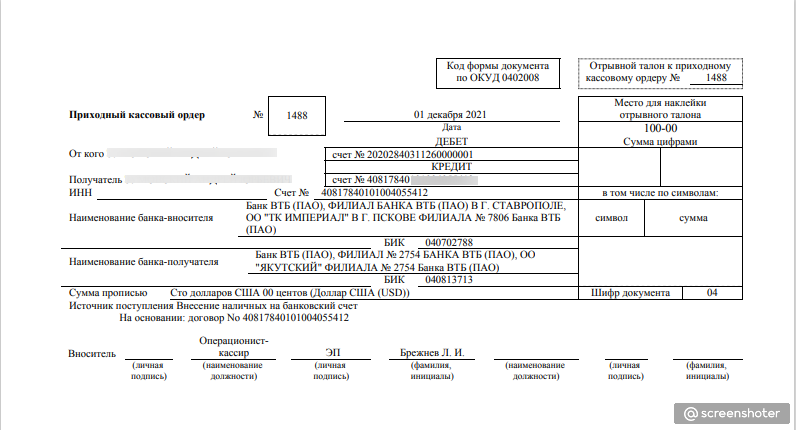 Код формы документа
по ОКУД 0402008
Отрывной талон к приходному
кассовому ордеру № 1488
Приходный кассовый ордер № 1488 01 декабря 2021
Дата
Место для наклейки
отрывного талона
100-00
Сумма цифрами
ДЕБЕТ
От кого счет № 20202840311260000001
КРЕДИТ
Получатель счет № 40817840
ИНН Счет № 40817840101004055412 в том числе по символам:
Наименование банка-вносителя
Банк ВТБ (ПАО), ФИЛИАЛ БАНКА ВТБ (ПАО) В Г. СТАВРОПОЛЕ,
ОО "ТК ИМПЕРИАЛ" В Г. ПСКОВЕ ФИЛИАЛА № 7806 Банка ВТБ
(ПАО)
символ сумма
БИК 040702788
Наименование банка-получателя
Банк ВТБ (ПАО), ФИЛИАЛ № 2754 БАНКА ВТБ (ПАО), ОО
"ЯКУТСКИЙ" ФИЛИАЛА № 2754 Банка ВТБ (ПАО)
БИК 040813713
Сумма прописью Сто долларов США 00 центов (Доллар США (USD)) Шифр документа 04
Источник поступления Внесение наличных на банковский счет
На основании: договор No 40817840101004055412
Вноситель Операционист-
кассир ЭП Брежнев Л. И.
(личная
подпись)
(наименование
должности)
(личная
подпись)
(фамилия,
инициалы)
(наименование
должности)
(личная
подпись)
(фамилия,
инициалы)
@screenshoter